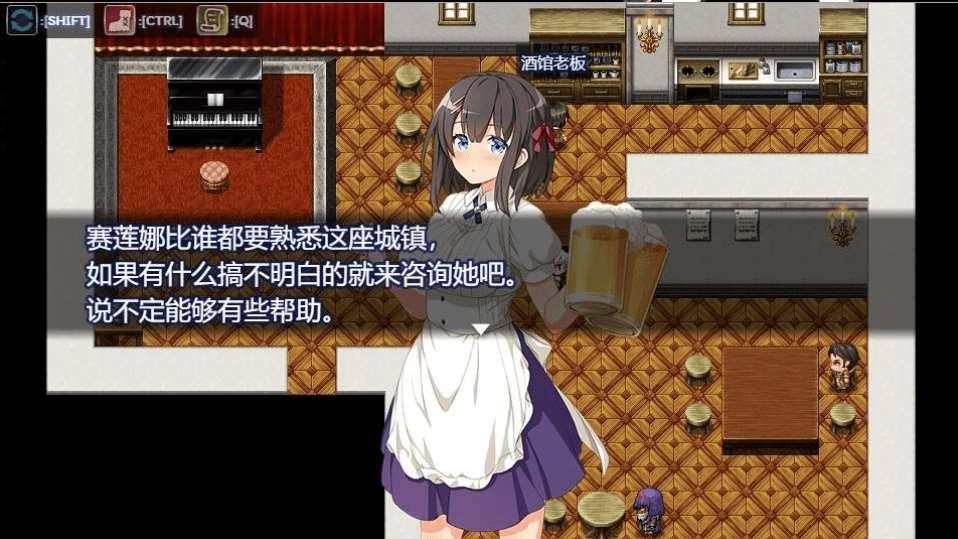 :[SHIFT] :[CTRL] :[Q]
酒馆老板
赛莲娜比谁都要熟悉这座城镇，
如果有什么搞不明白的就来咨询她吧。
说不定能够有些帮助。